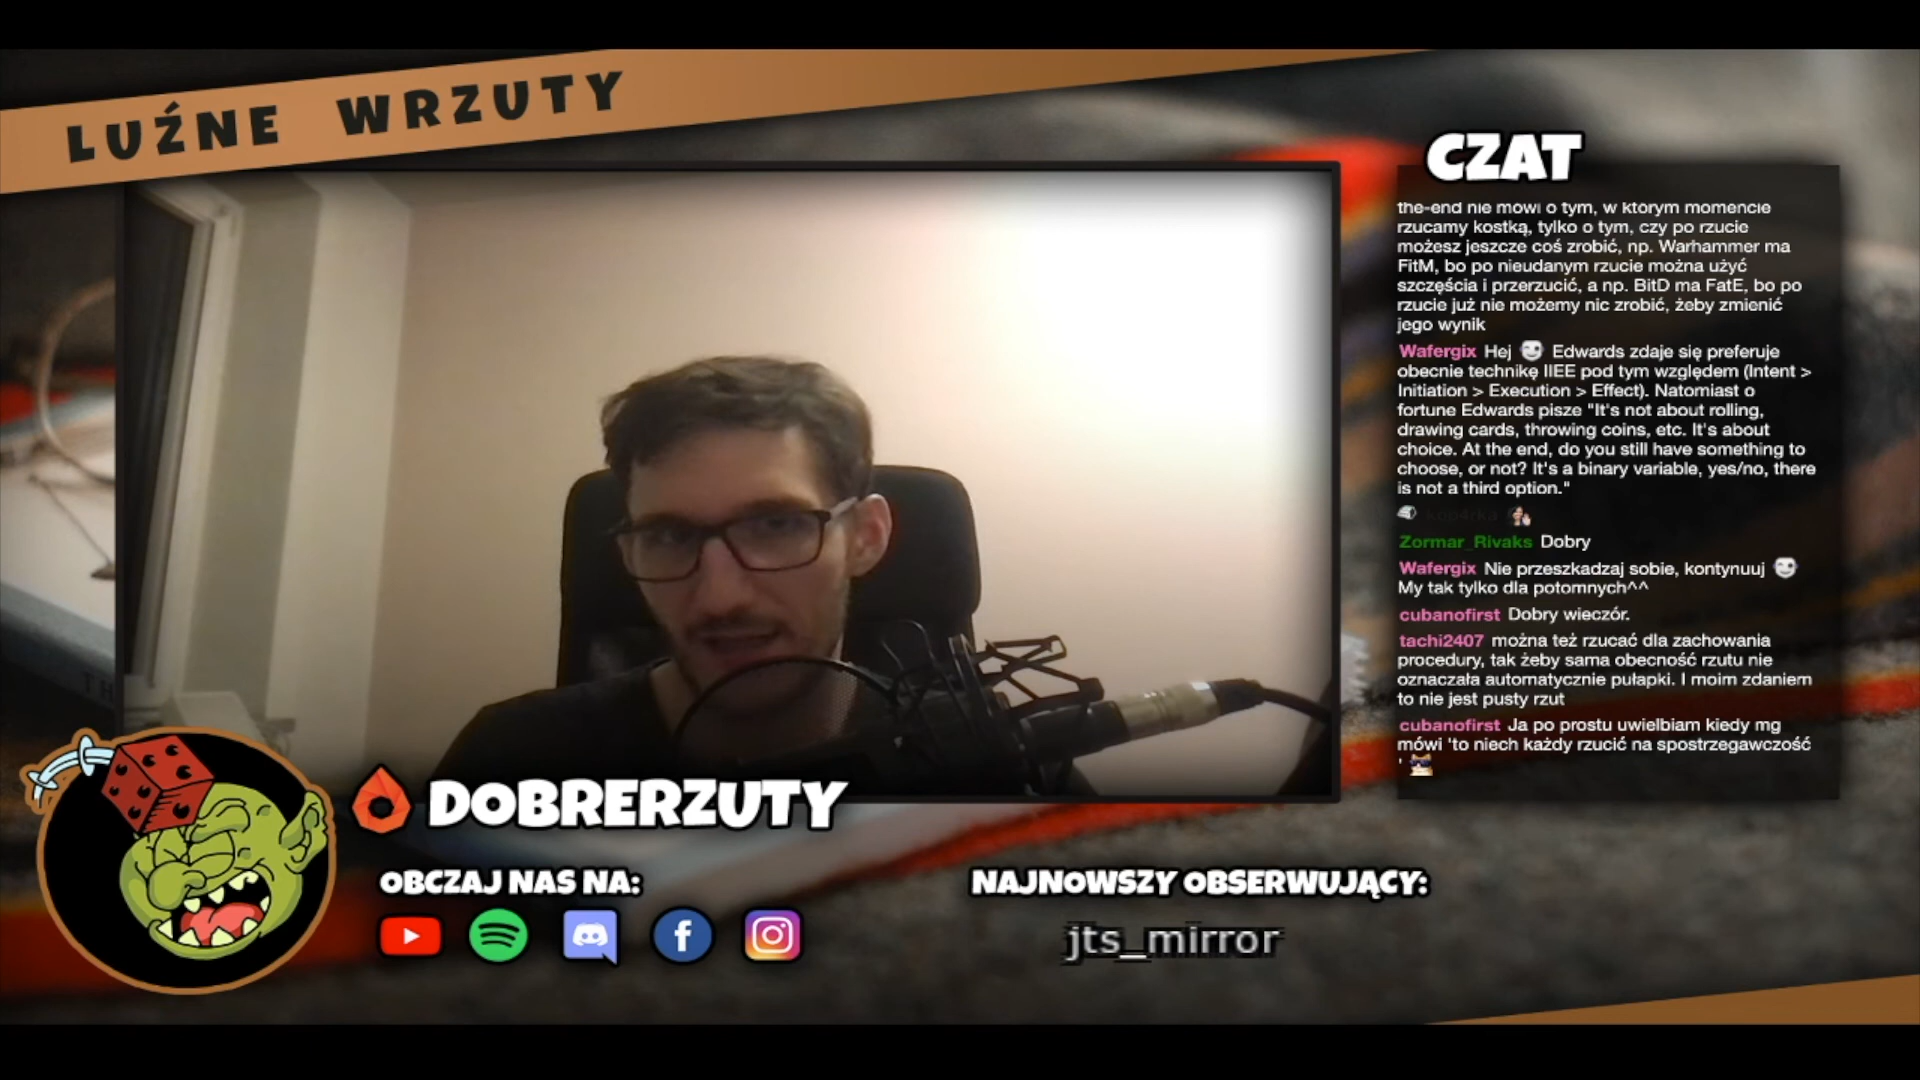 LUŹNE WRZUTY
CZAT
the-end nie mówi o tym, w którym momencie
rzucamy kostką, tylko o tym, czy po rzucie
możesz jeszcze coś zrobić, np. Warhammer ma
FitM, bo po nieudanym rzucie można użyć
szczęścia i przerzucić, a np. BitD ma FatE, bo po
rzucie już nie możemy nic zrobić, żeby zmienić
jego wynik
Wafergix Hej Edwards zdaje się preferuje
obecnie technikę IIEE pod tym względem (Intent >
Initiation > Execution > Effect). Natomiast o
fortune Edwards pisze "It's not about rolling,
drawing cards, throwing coins, etc. It's about
choice. At the end, do you still have something to
choose, or not? It's a binary variable, yes/no, there
is not a third option."
Zormar_Rivaks Dobry
Wafergix Nie przeszkadzaj sobie, kontynuuj
My tak tylko dla potomnych^^
cubanofirst Dobry wieczór.
tachi2407 można też rzucać dla zachowania
procedury, tak żeby sama obecność rzutu nie
oznaczała automatycznie pułapki. I moim zdaniem
to nie jest pusty rzut
cubanofirst Ja po prostu uwielbiam kiedy mg
mówi 'to niech każdy rzucić na spostrzegawczość
'
DOBRERZUTY
OBCZAJ NAS NA:
NAJNOWSZY OBSERWUJĄCY:
jts_mirror